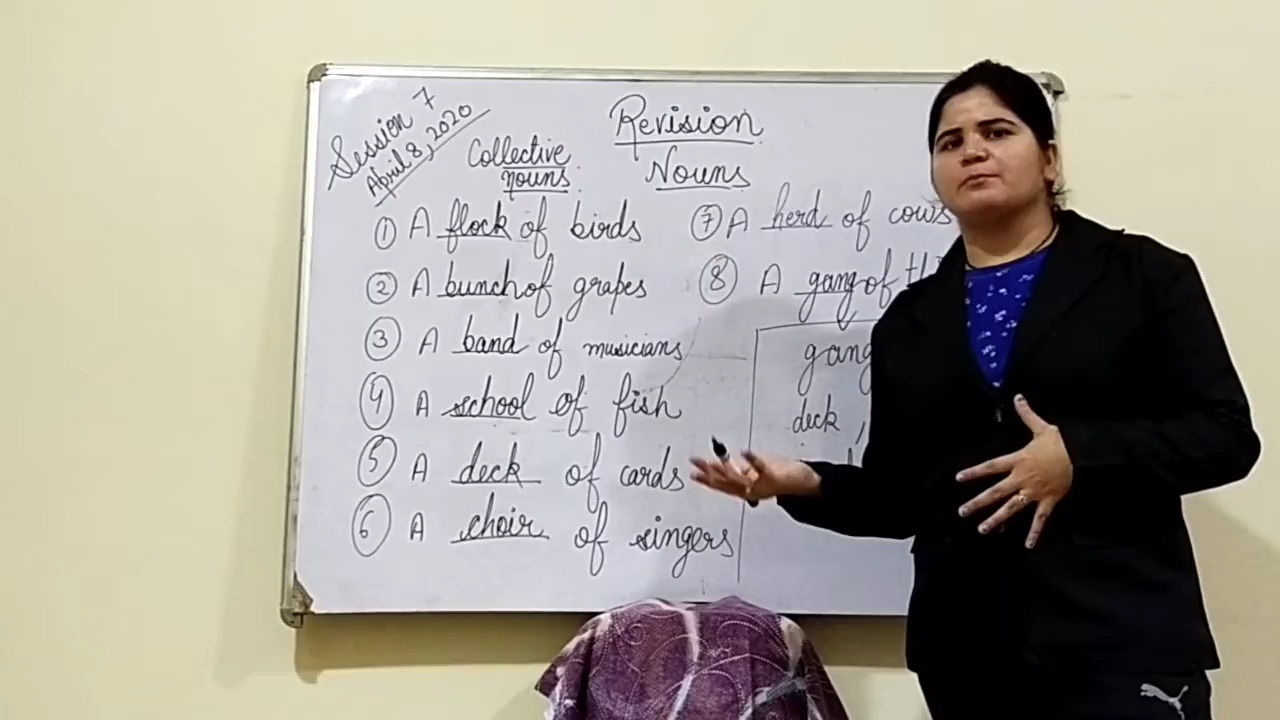 Session 7
April 8, 2020
Revision
Collective
nouns.
Nouns
① A flock of birds
② A bunch of grapes
③ A band of musicians
④ A school of fish
⑤ A deck of cards
⑥ A choir of singers
⑦ A herd of cows
⑧ A gang of
gang
deck ,